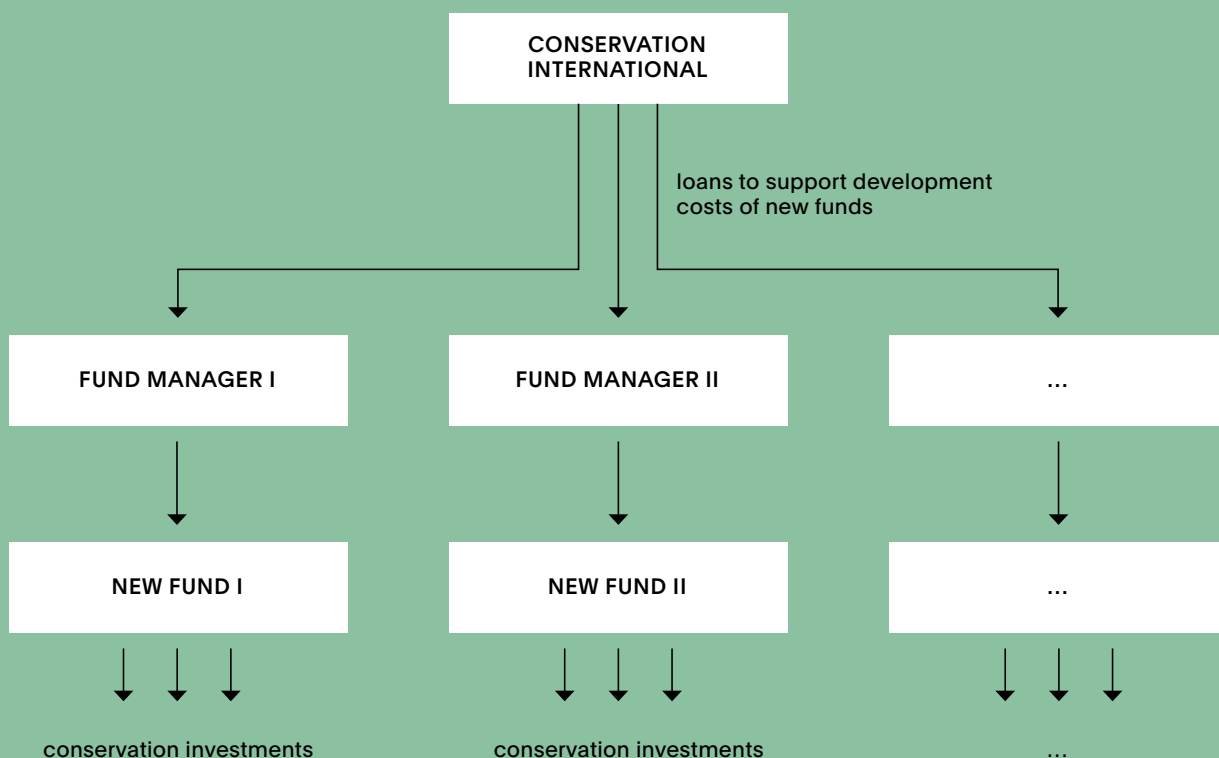 CONSERVATION
INTERNATIONAL
loans to support development
costs of new funds
FUND MANAGER I
FUND MANAGER II
...
NEW FUND I
NEW FUND II
...
conservation investments
conservation investments
...